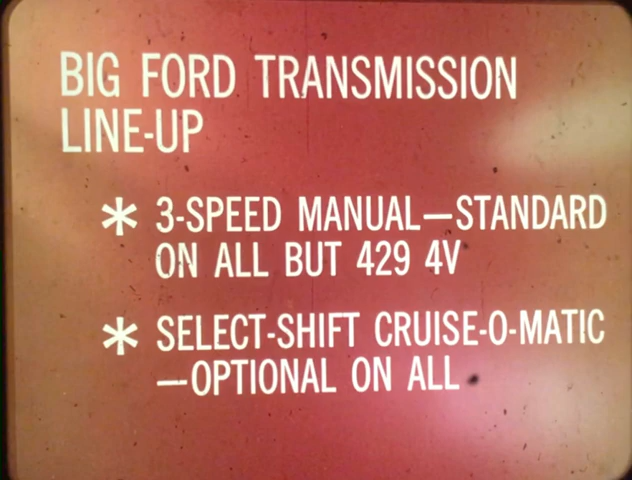 BIG FORD TRANSMISSION
LINE-UP
* 3-SPEED MANUAL—STANDARD
ON ALL BUT 429 4V
* SELECT-SHIFT CRUISE-O-MATIC
—OPTIONAL ON ALL